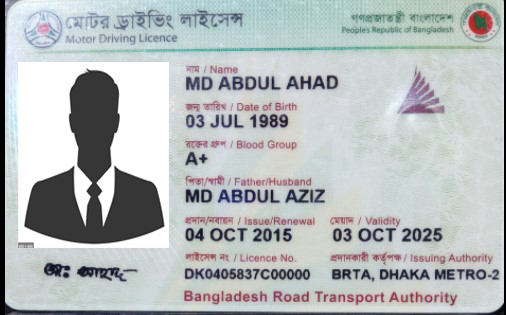 মোটর ড্রাইভিং লাইসেন্স
Motor Driving Licence
গণপ্রজাতন্ত্রী বাংলাদেশ
People's Republic of Bangladesh
নাম / Name
MD ABDUL AHAD
জন্ম তারিখ / Date of Birth
03 JUL 1989
রক্তের গ্রুপ / Blood Group
A+
পিতা/স্বামী / Father/Husband
MD ABDUL AZIZ
প্রদান/নবায়ন / Issue/Renewal মেয়াদ / Validity
04 OCT 2015 03 OCT 2025
লাইসেন্স নং / Licence No. প্রদানকারী কর্তৃপক্ষ / Issuing Authority
DK0405837C00000 BRTA, DHAKA METRO-2
মোঃ আহাদ
Bangladesh Road Transport Authority